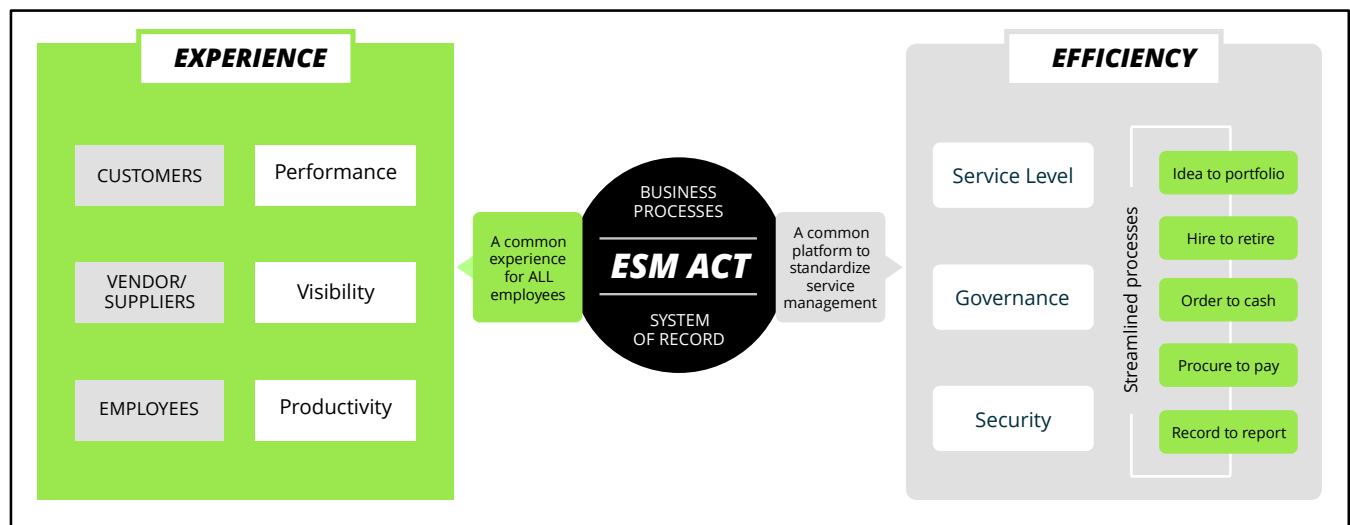 EXPERIENCE
CUSTOMERS
Performance
VENDOR/
SUPPLIERS
Visibility
EMPLOYEES
Productivity
A common
experience
for ALL
employees
BUSINESS
PROCESSES
ESM ACT
SYSTEM
OF RECORD
A common
platform to
standardize
service
management
EFFICIENCY
Service Level
Governance
Security
Streamlined processes
Idea to portfolio
Hire to retire
Order to cash
Procure to pay
Record to report